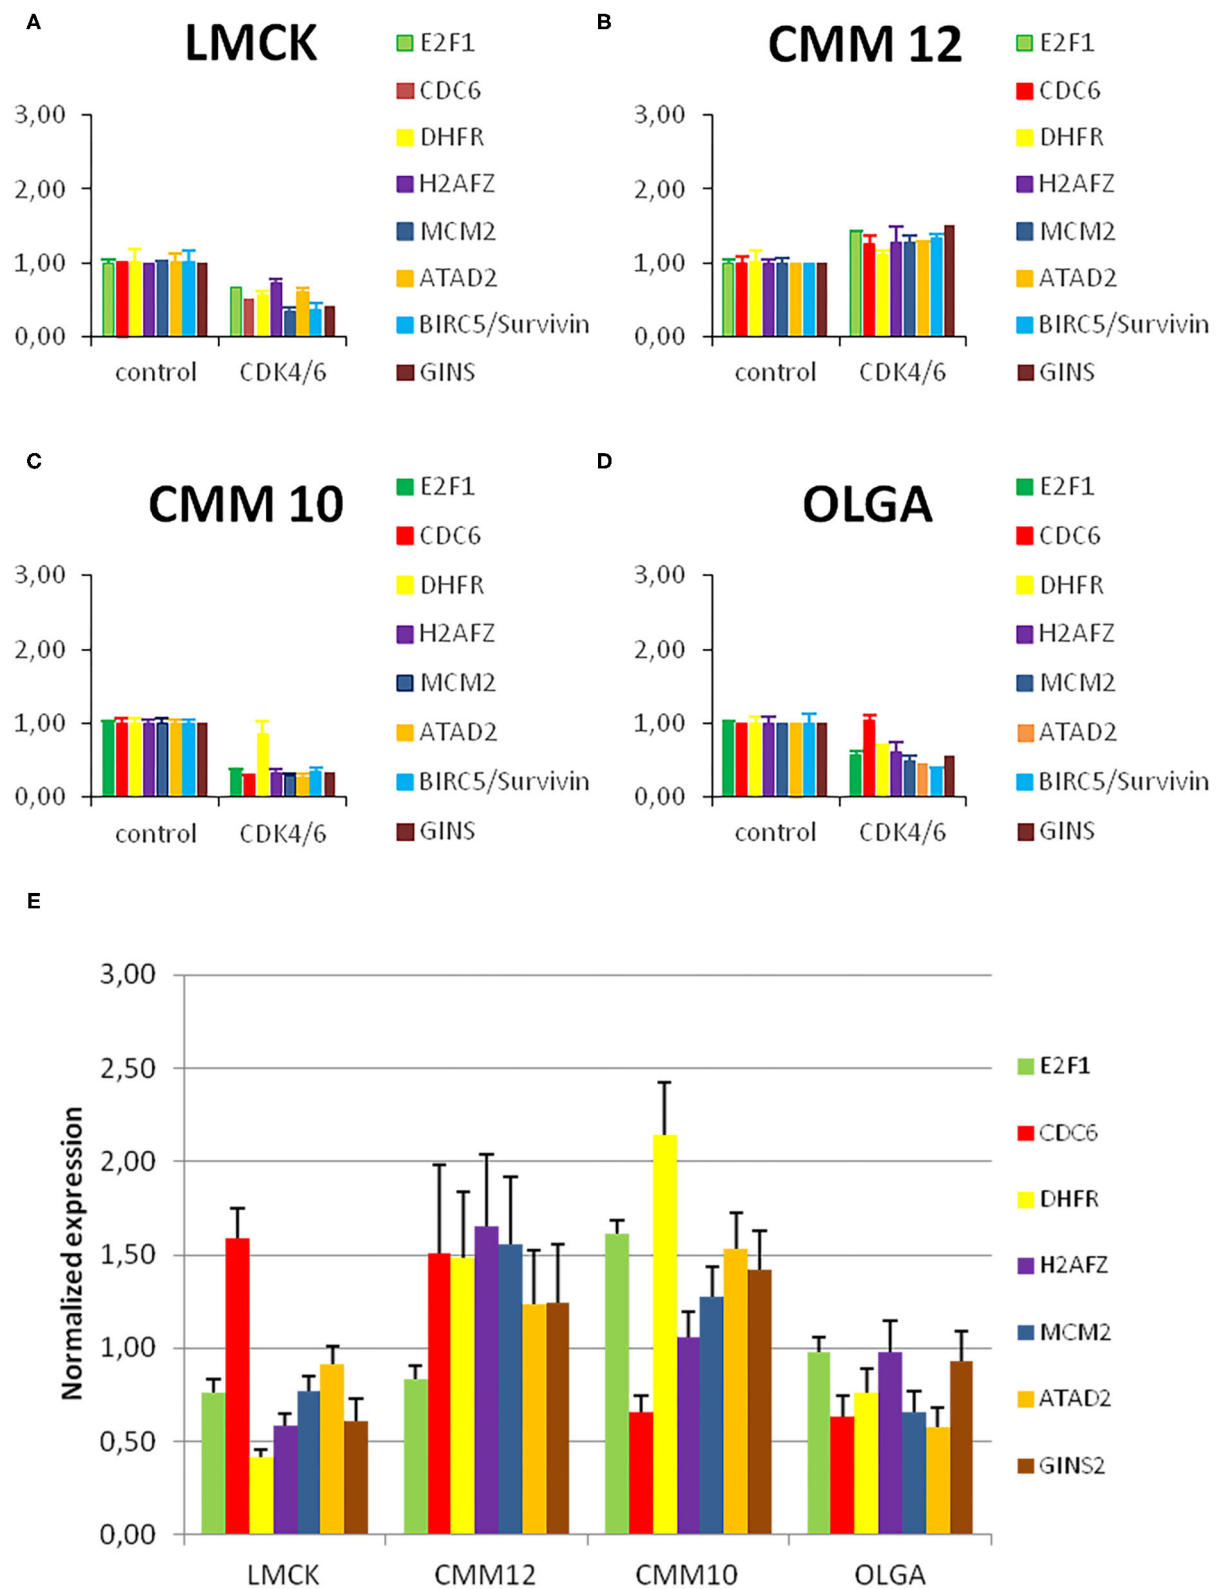 A
LMCK
E2F1
CDC6
DHFR
H2AFZ
MCM2
ATAD2
BIRC5/Survivin
GINS
3,00
2,00
1,00
0,00
control CDK4/6
B
CMM 12
E2F1
CDC6
DHFR
H2AFZ
MCM2
ATAD2
BIRC5/Survivin
GINS
3,00
2,00
1,00
0,00
control CDK4/6
C
CMM 10
E2F1
CDC6
DHFR
H2AFZ
MCM2
ATAD2
BIRC5/Survivin
GINS
3,00
2,00
1,00
0,00
control CDK4/6
D
OLGA
E2F1
CDC6
DHFR
H2AFZ
MCM2
ATAD2
BIRC5/Survivin
GINS
3,00
2,00
1,00
0,00
control CDK4/6
E
Normalized expression
3,00
2,50
2,00
1,50
1,00
0,50
0,00
LMCK CMM12 CMM10 OLGA
E2F1
CDC6
DHFR
H2AFZ
MCM2
ATAD2
GINS2